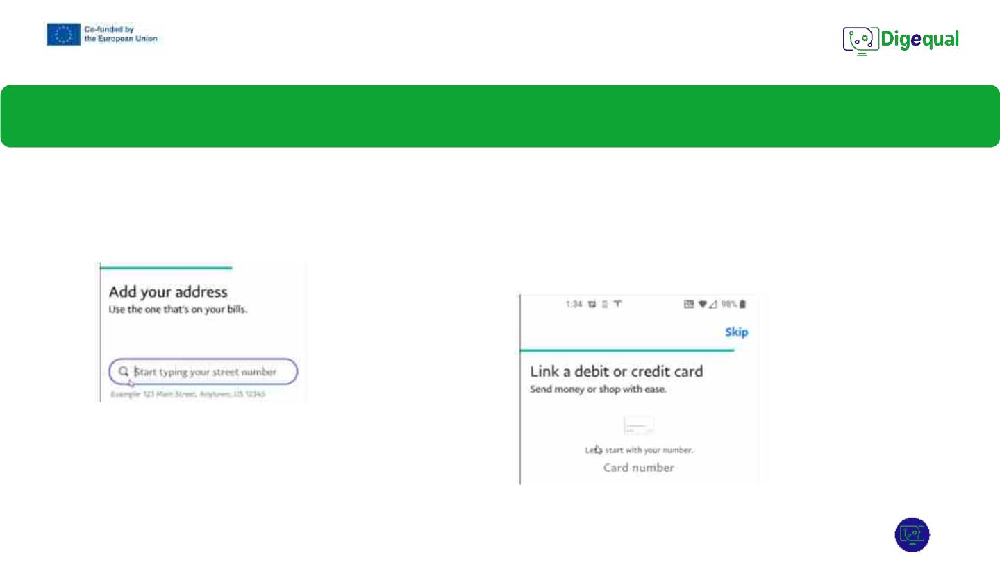 Co-funded by
the European Union
Digequal
Add your address
Use the one that's on your bills.
Start typing your street number
Example 123 Main Street, Anytown, US 12345
1:34
98%
Skip
Link a debit or credit card
Send money or shop with ease.
start with your number.
Card number